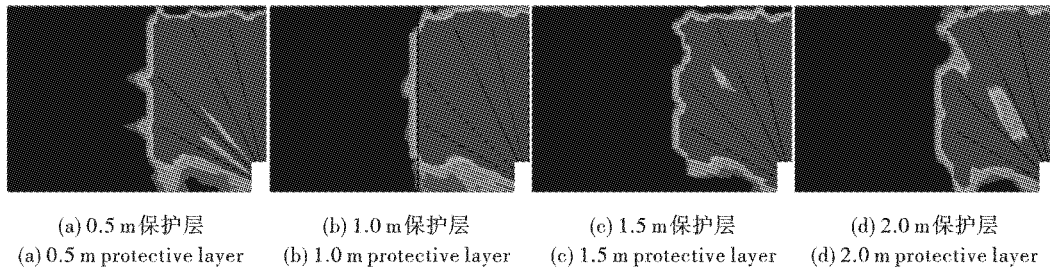 (a) 0.5 m保护层 (b) 1.0 m保护层 (c) 1.5 m保护层 (d) 2.0 m保护层
(a) 0.5 m protective layer (b) 1.0 m protective layer (c) 1.5 m protective layer (d) 2.0 m protective layer